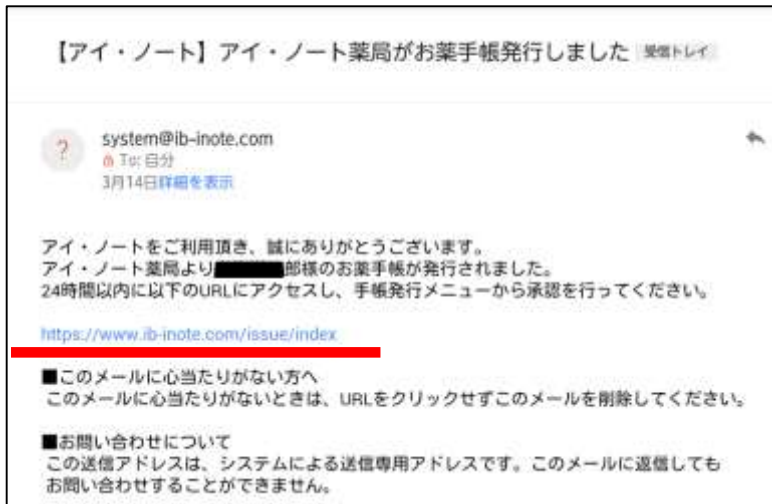 【アイ・ノート】アイ・ノート薬局がお薬手帳発行しました 受信トレイ
?
system@ib-inote.com
To: 自分
3月14日詳細を表示
アイ・ノートをご利用頂き、誠にありがとうございます。
アイ・ノート薬局より郎様のお薬手帳が発行されました。
24時間以内に以下のURLにアクセスし、手帳発行メニューから承認を行ってください。
https://www.ib-inote.com/issue/index
■このメールに心当たりがない方へ
このメールに心当たりがないときは、URLをクリックせずこのメールを削除してください。
■お問い合わせについて
この送信アドレスは、システムによる送信専用アドレスです。このメールに返信しても
お問い合わせすることができません。